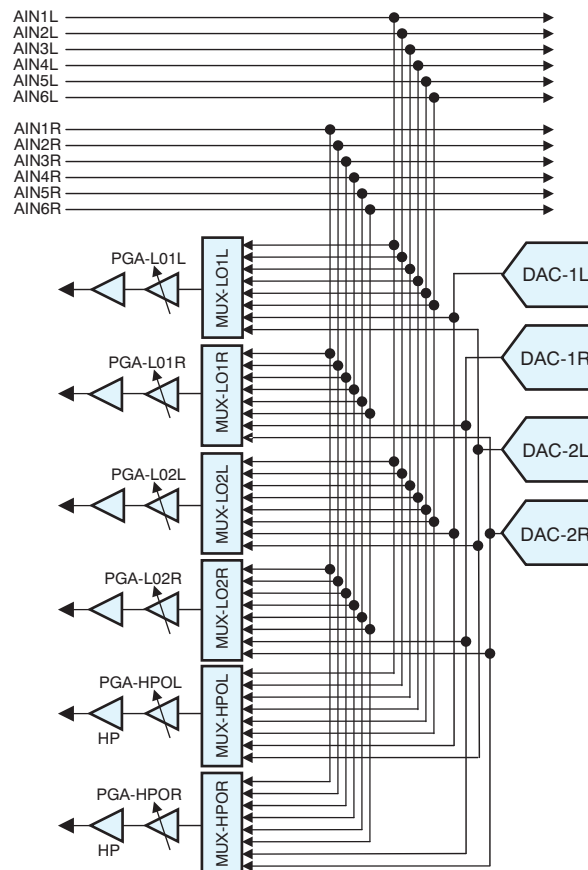 AIN1L
AIN2L
AIN3L
AIN4L
AIN5L
AIN6L
AIN1R
AIN2R
AIN3R
AIN4R
AIN5R
AIN6R
PGA-L01L
MUX-LO1L
DAC-1L
PGA-L01R
MUX-LO1R
DAC-1R
PGA-L02L
MUX-LO2L
DAC-2L
DAC-2R
PGA-L02R
MUX-LO2R
PGA-HPOL
HP
MUX-HPOL
PGA-HPOR
HP
MUX-HPOR